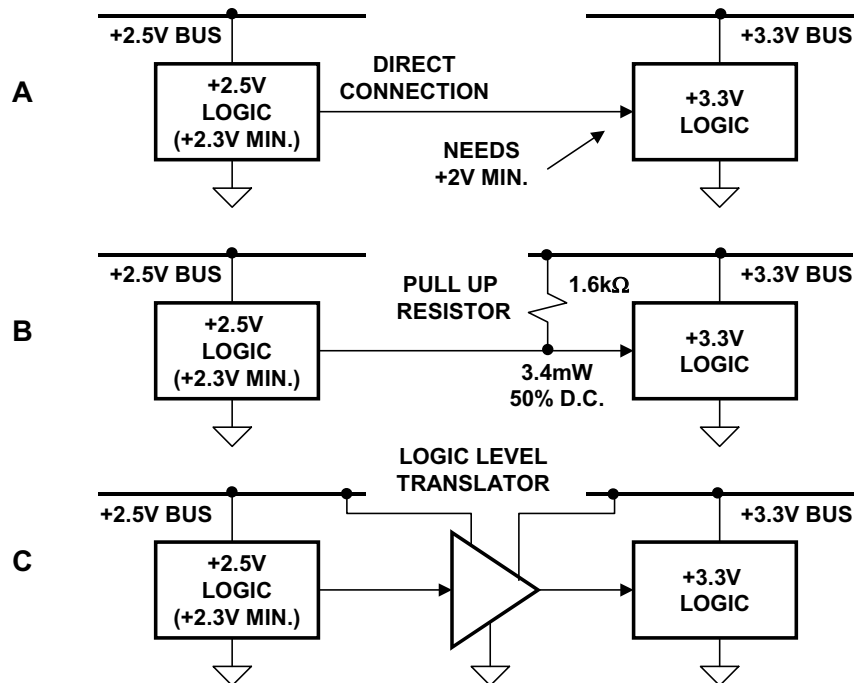 +2.5V BUS
+3.3V BUS
A
+2.5V
LOGIC
(+2.3V MIN.)
DIRECT
CONNECTION
NEEDS
+2V MIN.
+3.3V
LOGIC
+2.5V BUS
+3.3V BUS
B
+2.5V
LOGIC
(+2.3V MIN.)
PULL UP
RESISTOR
1.6kΩ
3.4mW
50% D.C.
+3.3V
LOGIC
LOGIC LEVEL
TRANSLATOR
+2.5V BUS
+3.3V BUS
C
+2.5V
LOGIC
(+2.3V MIN.)
+3.3V
LOGIC